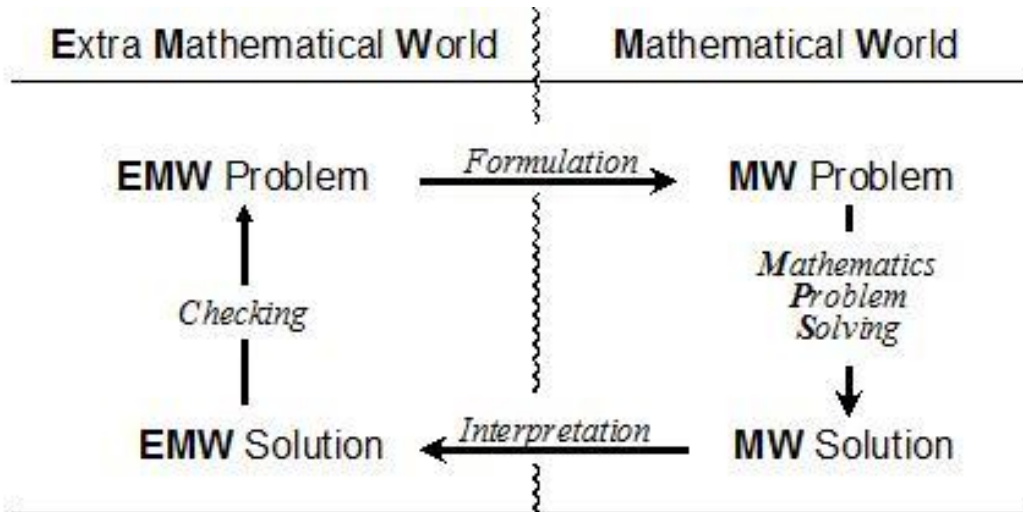 Extra Mathematical World
Mathematical World
EMW Problem
Formulation
MW Problem
Checking
Mathematics
Problem
Solving
EMW Solution
Interpretation
MW Solution